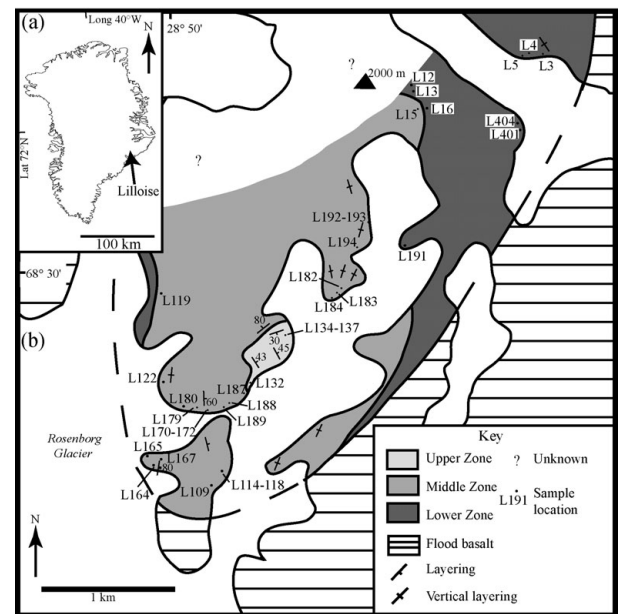 (a)
Long 40°W
N
Lat 72°N
Lilloise
100 km
28° 50'
?
2000 m
L12
L13
L15
L16
L4
L5
L3
L404
L401
?
L192-193
L194
L191
68° 30'
L182
L183
L184
L119
(b)
80
30
45
43
L134-137
L122
L187
L132
L180
60
L188
L179
L189
L170-172
Rosenborg
Glacier
L165
L167
80
L164
L109
L114-118
N
1 km
Key
Upper Zone
? Unknown
Middle Zone
L191 Sample
location
Lower Zone
Flood basalt
Layering
Vertical layering